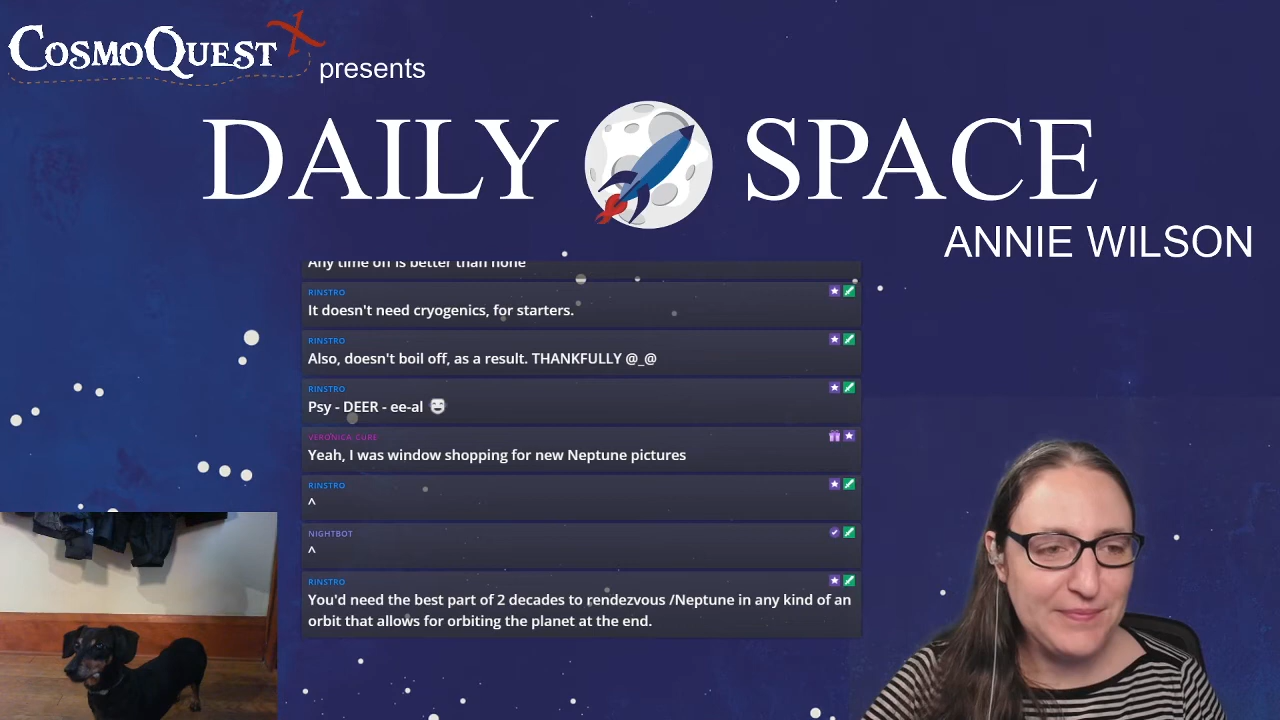 COSMOQUEST X
presents
DAILY SPACE
ANNIE WILSON
Any time off is better than none
RINSTRO
It doesn't need cryogenics, for starters.
RINSTRO
Also, doesn't boil off, as a result. THANKFULLY @_@
RINSTRO
Psy - DEER - ee-al
VERONICA CURE
Yeah, I was window shopping for new Neptune pictures
RINSTRO
^
NIGHTBOT
^
RINSTRO
You'd need the best part of 2 decades to rendezvous /Neptune in any kind of an
orbit that allows for orbiting the planet at the end.